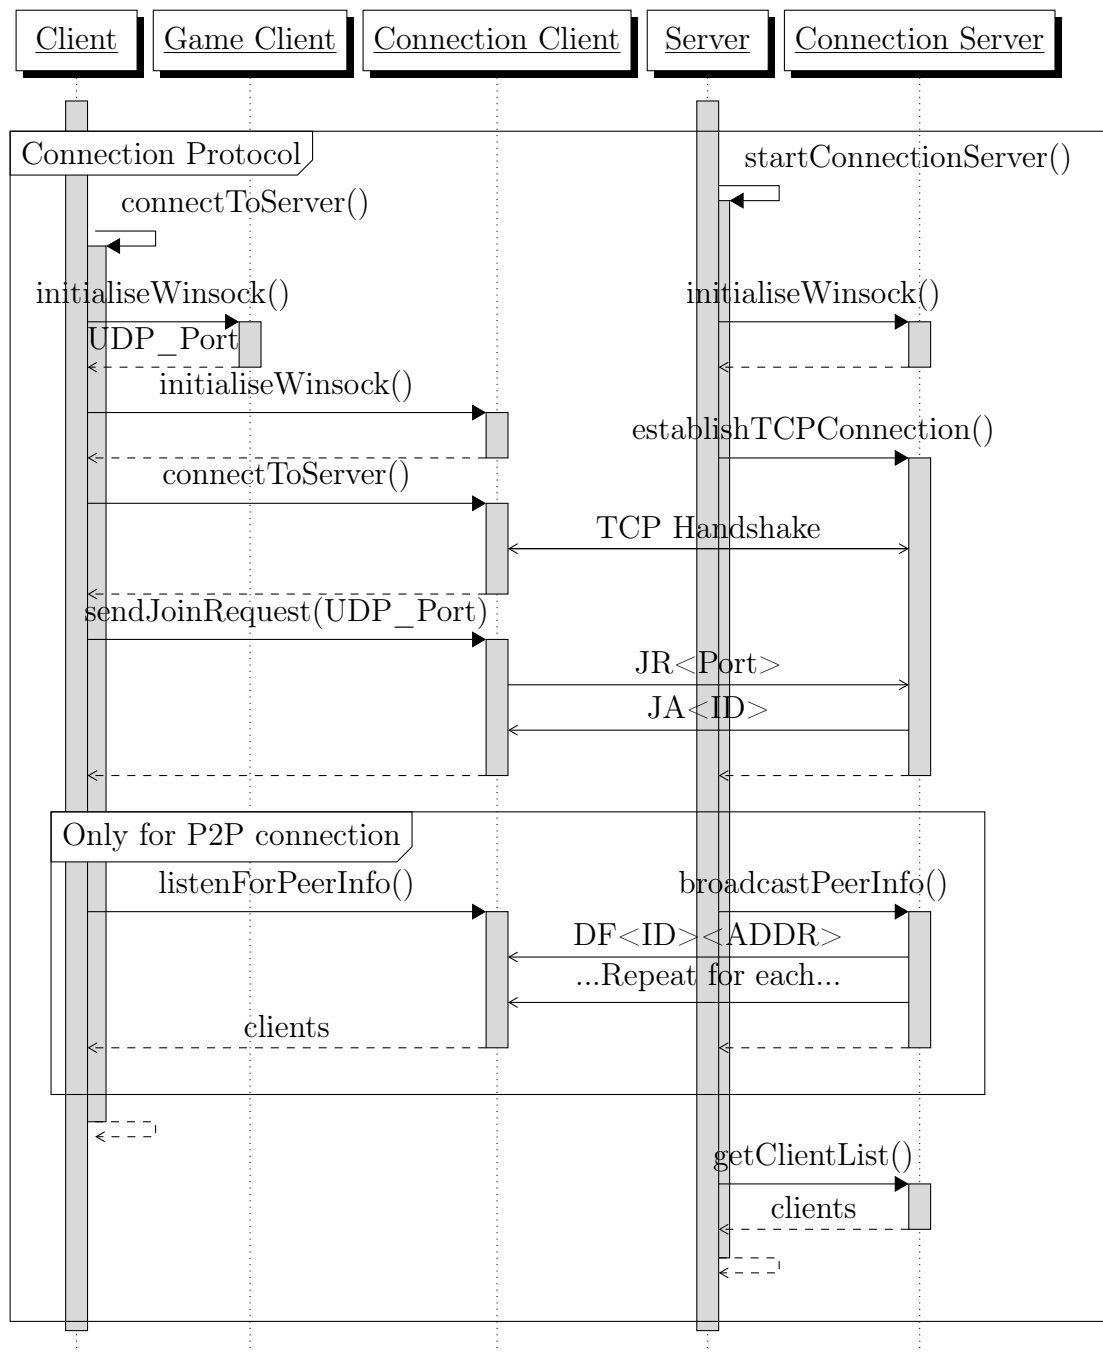 Client
Game Client
Connection Client
Server
Connection Server
Connection Protocol
startConnectionServer()
connectToServer()
initialiseWinsock()
initialiseWinsock()
UDP_Port
initialiseWinsock()
establishTCPConnection()
connectToServer()
TCP Handshake
sendJoinRequest(UDP_Port)
JR<Port>
JA<ID>
Only for P2P connection
listenForPeerInfo()
broadcastPeerInfo()
DF<ID><ADDR>
...Repeat for each...
clients
getClientList()
clients